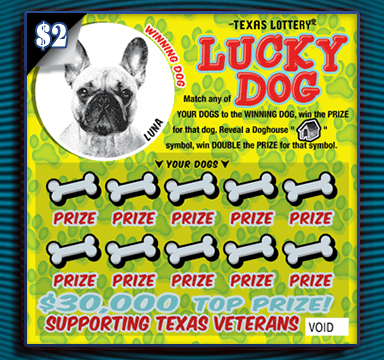 $2
-TEXAS LOTTERY®
WINNING DOG
LUNA
LUCKY
DOG
Match any of
YOUR DOGS to the WINNING DOG, win the PRIZE
for that dog. Reveal a Doghouse " "
symbol, win DOUBLE the PRIZE for that symbol.
YOUR DOGS
PRIZE PRIZE PRIZE PRIZE PRIZE
PRIZE PRIZE PRIZE PRIZE PRIZE
$30,000 TOP PRIZE!
SUPPORTING TEXAS VETERANS
VOID